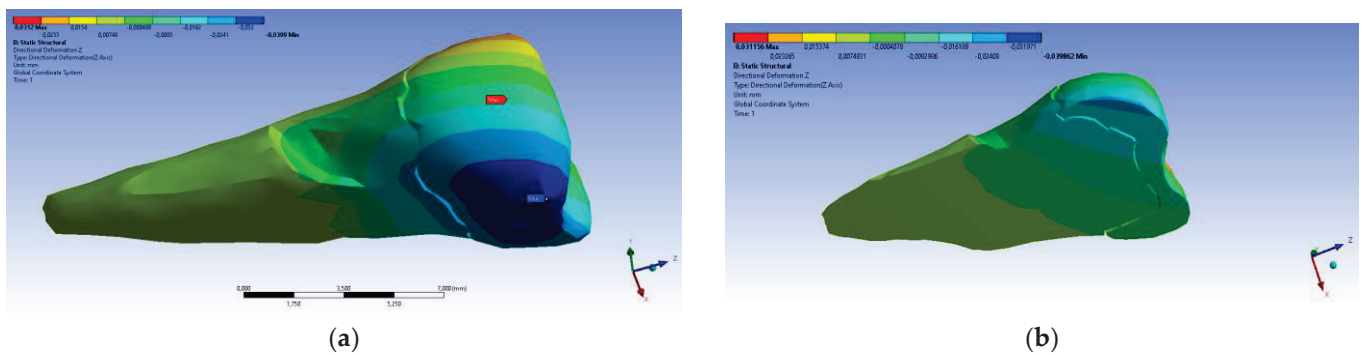 0,0312 Max 0,0154 -0,000408 -0,0162 -0,032
0,0233 0,00748 -0,0083 -0,0241 -0,0399 Min
B: Static Structural
Directional Deformation Z
Type: Directional Deformation(Z Axis)
Unit: mm
Global Coordinate System
Time: 1
Max
Min
Y
Z
X
0,000 3,500 7,000 (mm)
1,750 5,250
(a)
0,031156 Max 0,015374 -0,0004078 -0,016189 -0,031971
0,023265 0,0074831 -0,0082986 -0,02408 -0,039862 Min
B: Static Structural
Directional Deformation Z
Type: Directional Deformation(Z Axis)
Unit: mm
Global Coordinate System
Time: 1
Z
X
(b)